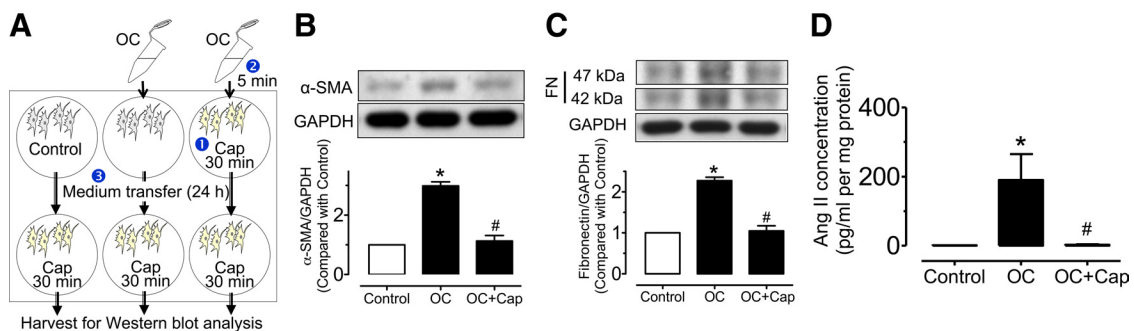 A
OC
OC
❷
5 min
Control
❶
Cap
30 min
❸
Medium transfer (24 h)
Cap
30 min
Cap
30 min
Cap
30 min
Harvest for Western blot analysis
B
α-SMA
GAPDH
α-SMA/GAPDH
(Compared with Control)
2
0
*
#
Control
OC
OC+Cap
C
FN
47 kDa
42 kDa
GAPDH
Fibronectin/GAPDH
(Compared with Control)
2
1
0
*
#
Control
OC
OC+Cap
D
Ang II concentration
(pg/ml per mg protein)
400
200
0
*
#
Control
OC
OC+Cap